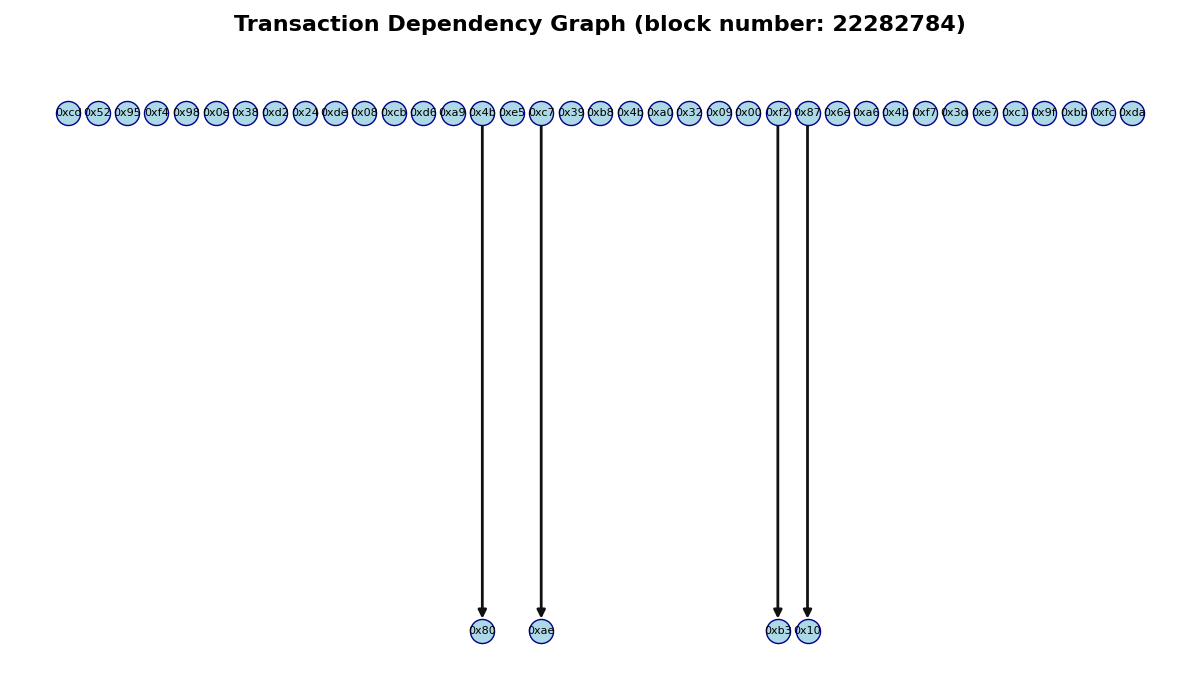 Transaction Dependency Graph (block number: 22282784)
0xcd 0x52 0x95 0xf4 0x98 0x0e 0x38 0xd2 0x24 0xde 0x08 0xcb 0xd6 0xa9 0x4b 0xe5 0xc7 0x39 0xb8 0x4b 0xa0 0x32 0x09 0x00 0xf2 0x87 0x6e 0xa6 0x4b 0xf7 0x3d 0xe7 0xc1 0x9f 0xbb 0xfc 0xda
0x80 0xae 0xb3 0x10